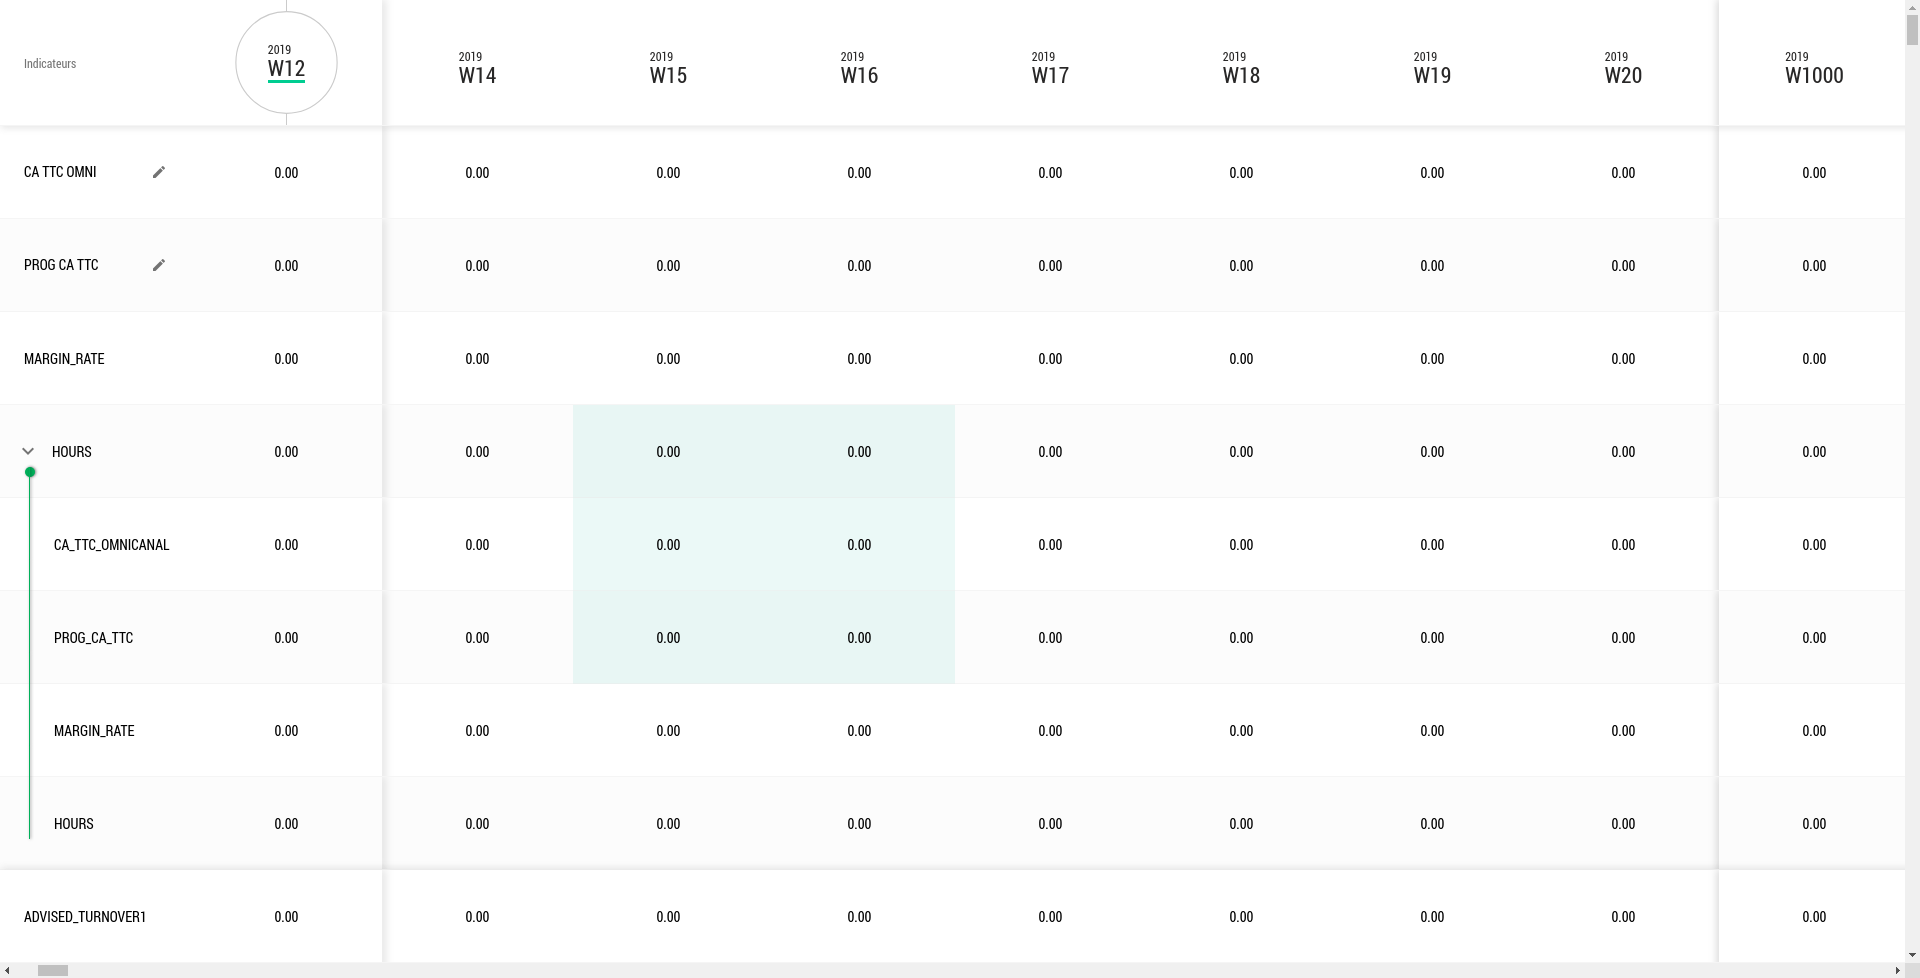 Indicateurs 2019 W12 2019 W14 2019 W15 2019 W16 2019 W17 2019 W18 2019 W19 2019 W20 2019 W1000
CA TTC OMNI 0.00 0.00 0.00 0.00 0.00 0.00 0.00 0.00 0.00
PROG CA TTC 0.00 0.00 0.00 0.00 0.00 0.00 0.00 0.00 0.00
MARGIN_RATE 0.00 0.00 0.00 0.00 0.00 0.00 0.00 0.00 0.00
HOURS 0.00 0.00 0.00 0.00 0.00 0.00 0.00 0.00 0.00
CA_TTC_OMNICANAL 0.00 0.00 0.00 0.00 0.00 0.00 0.00 0.00 0.00
PROG_CA_TTC 0.00 0.00 0.00 0.00 0.00 0.00 0.00 0.00 0.00
MARGIN_RATE 0.00 0.00 0.00 0.00 0.00 0.00 0.00 0.00 0.00
HOURS 0.00 0.00 0.00 0.00 0.00 0.00 0.00 0.00 0.00
ADVISED_TURNOVER1 0.00 0.00 0.00 0.00 0.00 0.00 0.00 0.00 0.00